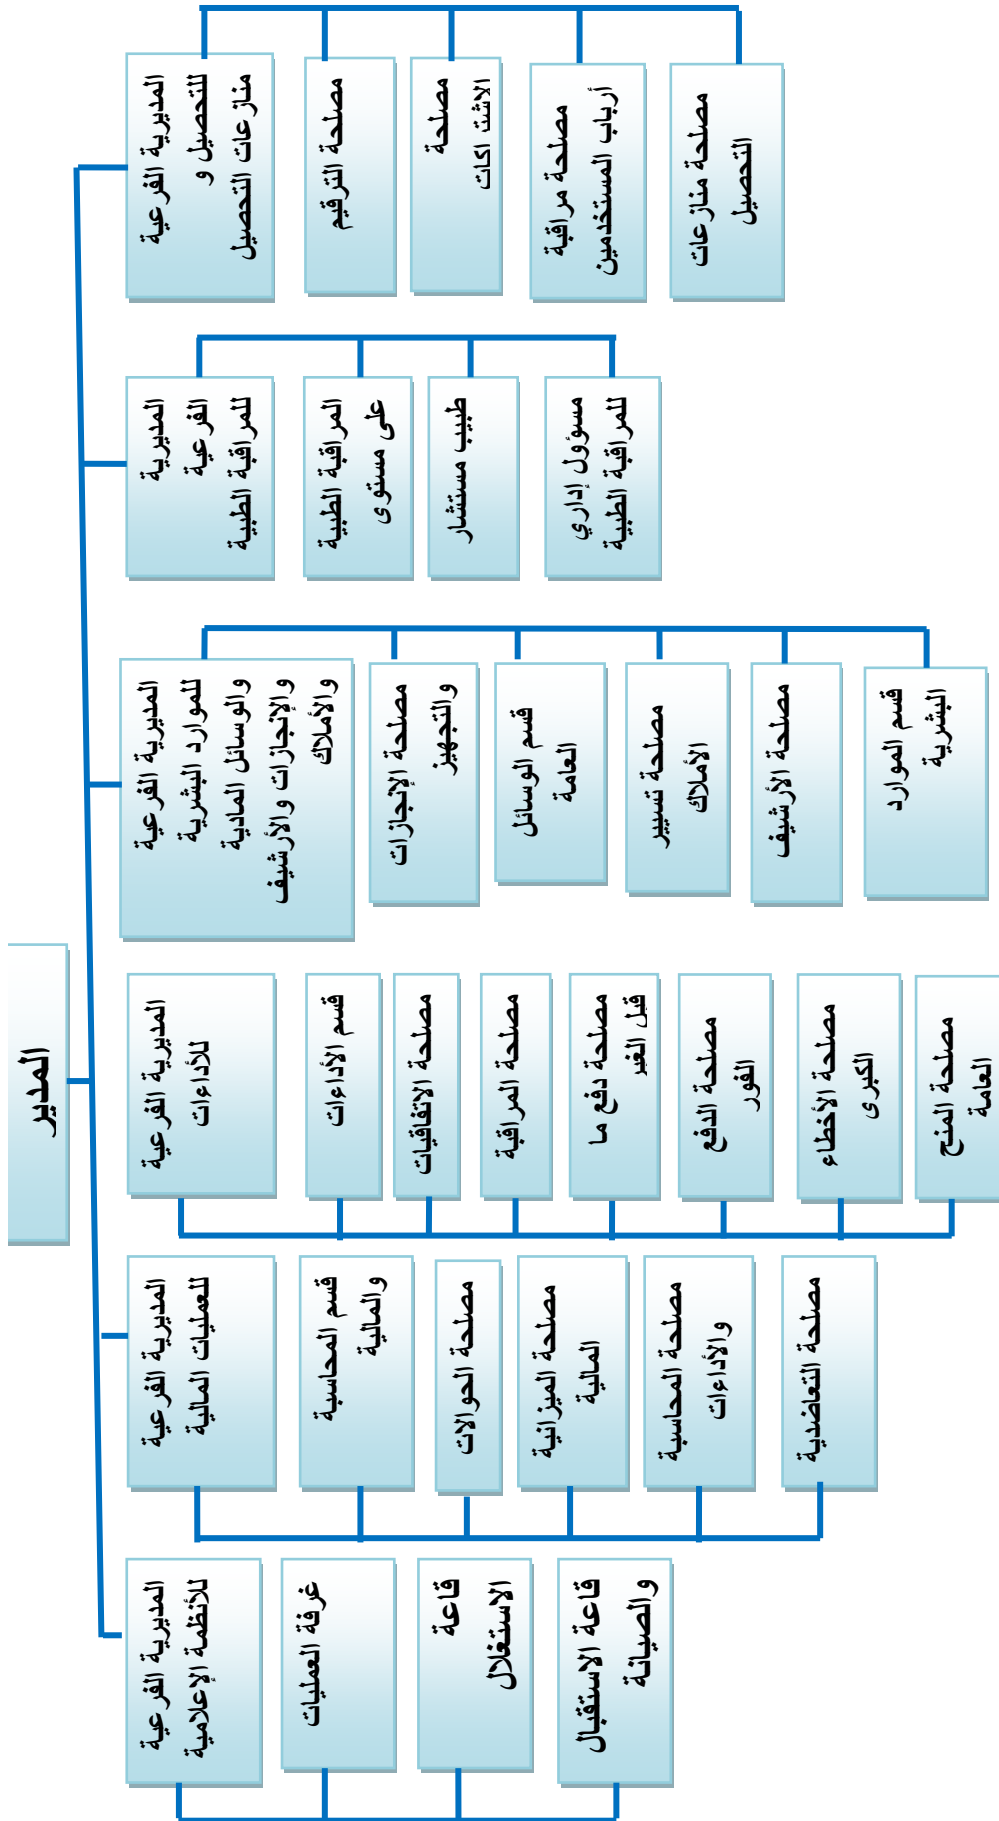 المدير
المديرية الفرعية
للتحصيل و
منازعات التحصيل
مصلحة الترقيم
مصلحة
الاشتراكات
مصلحة مراقبة
أرباب المستخدمين
مصلحة منازعات
التحصيل
المديرية
الفرعية
للمراقبة الطبية
المراقبة الطبية
على مستوى
طبيب مستشار
مسؤول إداري
للمراقبة الطبية
المديرية الفرعية
للموارد البشرية
والوسائل المادية
والإنجازات والأرشيف
والأملاك
مصلحة الإنجازات
والتجهيز
قسم الوسائل
العامة
مصلحة تسيير
الأملاك
مصلحة الأرشيف
قسم الموارد
البشرية
المديرية الفرعية
للأداءات
قسم الأداءات
مصلحة الاتفاقيات
مصلحة المراقبة
مصلحة دفع ما
قبل الغير
مصلحة الدفع
الفور
مصلحة الأخطاء
الكبرى
مصلحة المنح
العامة
المديرية الفرعية
للعمليات المالية
قسم المحاسبة
والمالية
مصلحة الحوالات
مصلحة الميزانية
المالية
مصلحة المحاسبة
والأداءات
مصلحة التعاضدية
المديرية الفرعية
للأنظمة الإعلامية
غرفة العمليات
قاعة
الاستغلال
قاعة الاستقبال
والصيانة